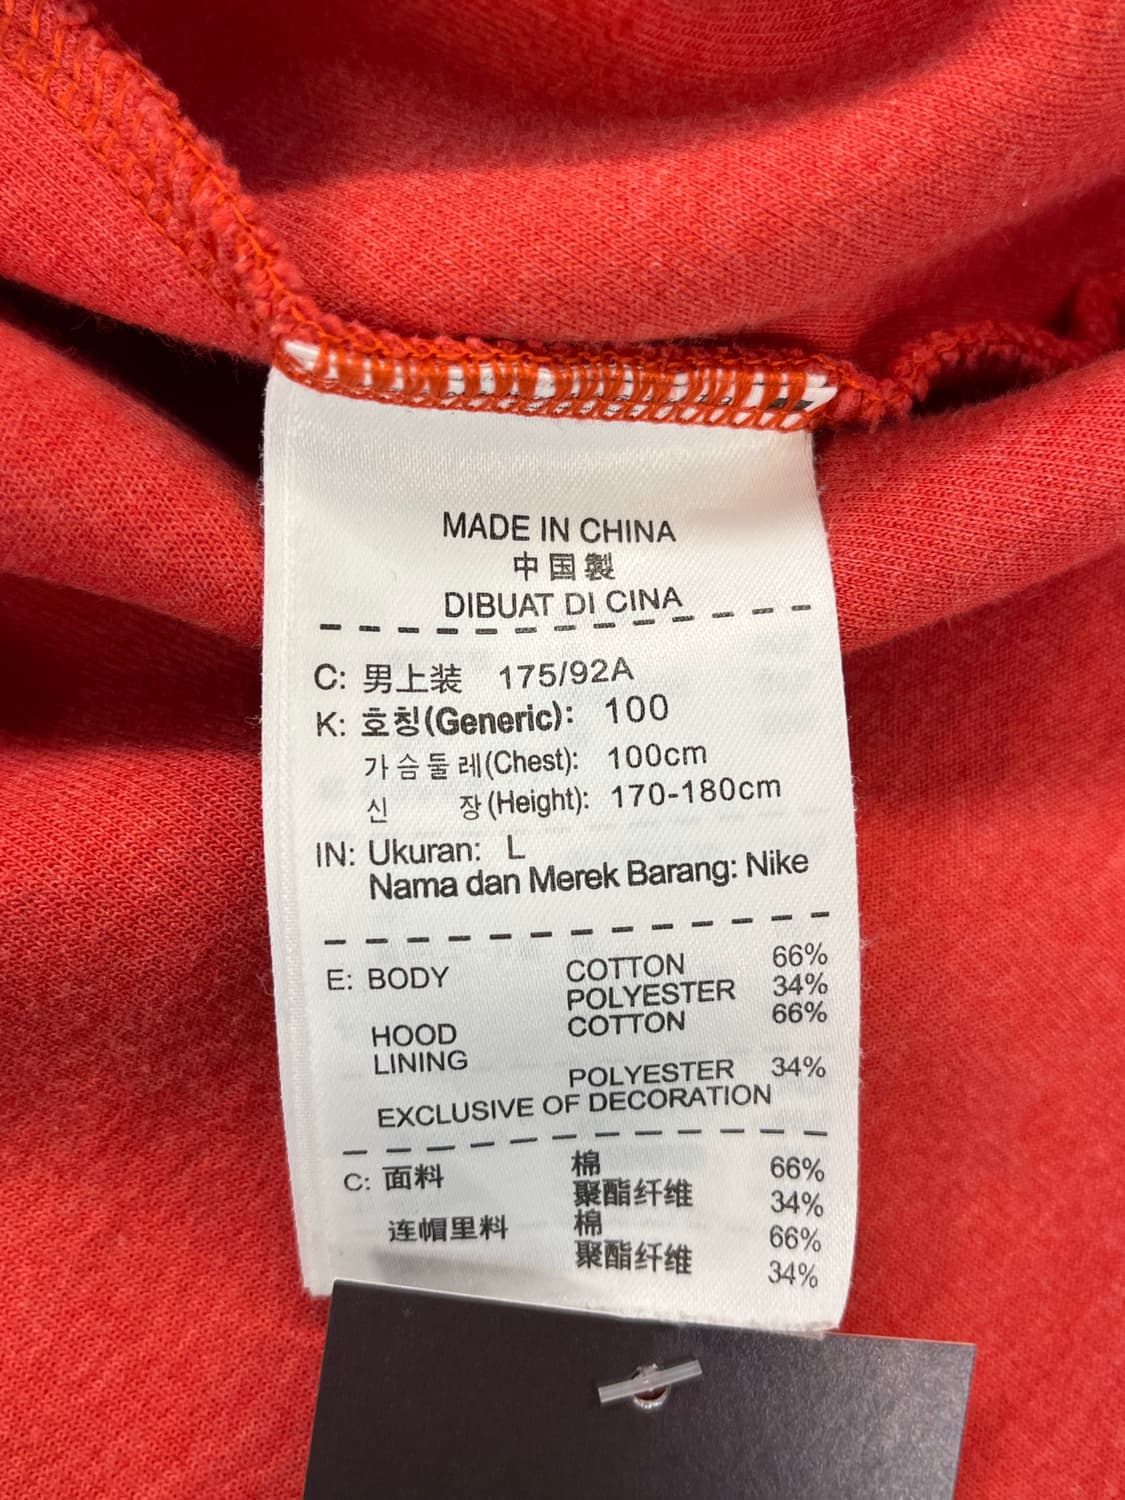 MADE IN CHINA
中国製
DIBUAT DI CINA
C: 男上装 175/92A
K: 호칭(Generic): 100
가슴둘레(Chest): 100cm
신 장(Height): 170-180cm
IN: Ukuran: L
Nama dan Merek Barang: Nike
E: BODY COTTON 66%
POLYESTER 34%
HOOD LINING COTTON 66%
POLYESTER 34%
EXCLUSIVE OF DECORATION
C: 面料 棉 66%
聚酯纤维 34%
连帽里料 棉 66%
聚酯纤维 34%